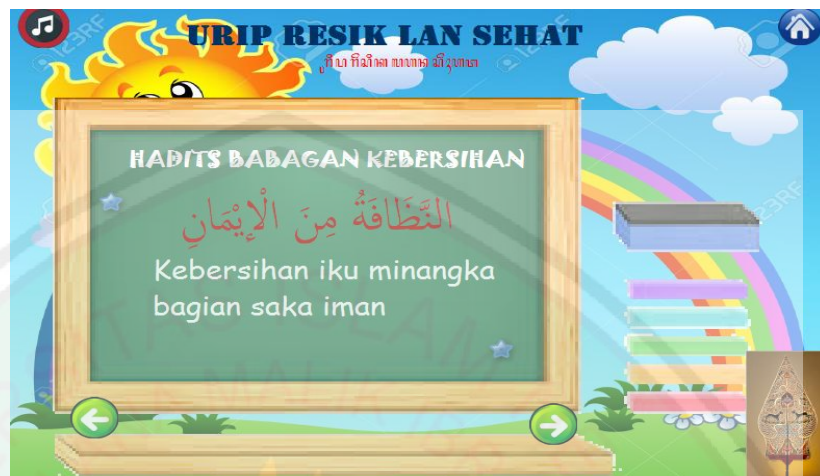 URIP RESIK LAN SEHAT
HADITS BABAGAN KEBERSIHAN
النَّظَافَةُ مِنَ الْإِيْمَانِ
Kebersihan iku minangka
bagian saka iman